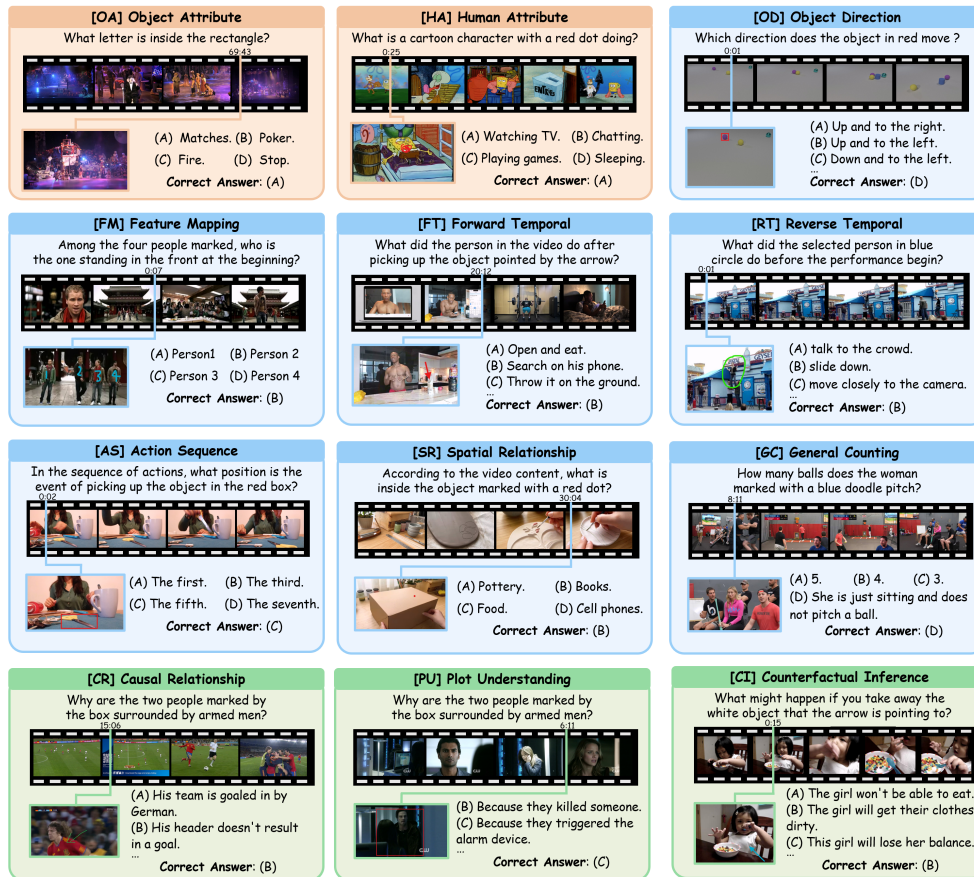 [OA] Object Attribute
What letter is inside the rectangle?
69:43
(A) Matches. (B) Poker.
(C) Fire. (D) Stop.
Correct Answer: (A)
[HA] Human Attribute
What is a cartoon character with a red dot doing?
0:25
(A) Watching TV. (B) Chatting.
(C) Playing games. (D) Sleeping.
Correct Answer: (A)
[OD] Object Direction
Which direction does the object in red move ?
0:01
(A) Up and to the right.
(B) Up and to the left.
(C) Down and to the left.
...
Correct Answer: (D)
[FM] Feature Mapping
Among the four people marked, who is
the one standing in the front at the beginning?
0:07
(A) Person1 (B) Person 2
(C) Person 3 (D) Person 4
Correct Answer: (B)
[FT] Forward Temporal
What did the person in the video do after
picking up the object pointed by the arrow?
20:12
(A) Open and eat.
(B) Search on his phone.
(C) Throw it on the ground.
...
Correct Answer: (B)
[RT] Reverse Temporal
What did the selected person in blue
circle do before the performance begin?
0:01
(A) talk to the crowd.
(B) slide down.
(C) move closely to the camera.
...
Correct Answer: (B)
[AS] Action Sequence
In the sequence of actions, what position is the
event of picking up the object in the red box?
0:02
(A) The first. (B) The third.
(C) The fifth. (D) The seventh.
Correct Answer: (C)
[SR] Spatial Relationship
According to the video content, what is
inside the object marked with a red dot?
30:04
(A) Pottery. (B) Books.
(C) Food. (D) Cell phones.
Correct Answer: (B)
[GC] General Counting
How many balls does the woman
marked with a blue doodle pitch?
8:11
(A) 5. (B) 4. (C) 3.
(D) She is just sitting and does
not pitch a ball.
Correct Answer: (D)
[CR] Causal Relationship
Why are the two people marked by
the box surrounded by armed men?
15:06
(A) His team is goaled in by
German.
(B) His header doesn't result
in a goal.
...
Correct Answer: (B)
[PU] Plot Understanding
Why are the two people marked by
the box surrounded by armed men?
6:11
(B) Because they killed someone.
(C) Because they triggered the
alarm device.
...
Correct Answer: (C)
[CI] Counterfactual Inference
What might happen if you take away the
white object that the arrow is pointing to?
0:15
(A) The girl won't be able to eat.
(B) The girl will get their clothes
dirty.
(C) This girl will lose her balance.
...
Correct Answer: (B)